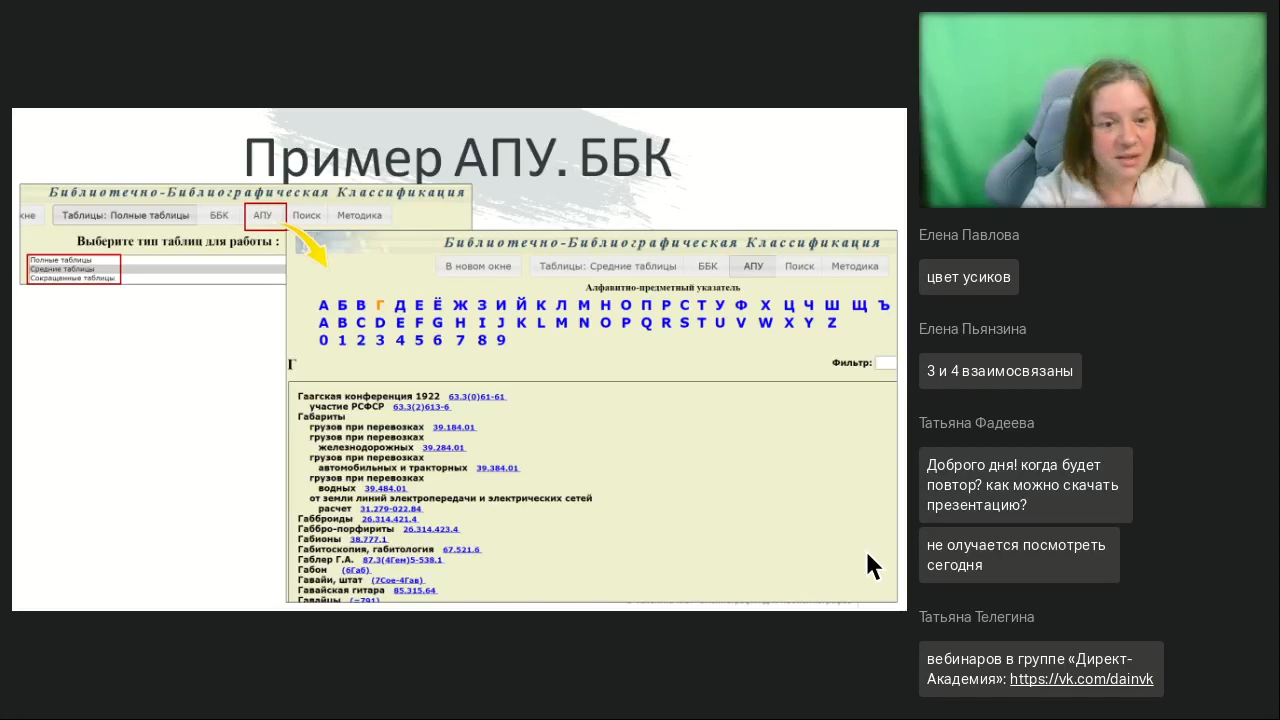 Пример АПУ. ББК
Библиотечно-Библиографическая Классификация
кне Таблицы: Полные таблицы ББК АПУ Поиск Методика
Выберите тип таблиц для работы :
Полные таблицы
Средние таблицы
Сокращенные таблицы
Библиотечно-Библиографическая Классификация
В новом окне Таблицы: Средние таблицы ББК АПУ Поиск Методика
Алфавитно-предметный указатель
А Б В Г Д Е Ё Ж З И Й К Л М Н О П Р С Т У Ф Х Ц Ч Ш Щ Ъ
A B C D E F G H I J K L M N O P Q R S T U V W X Y Z
0 1 2 3 4 5 6 7 8 9
Г
Фильтр:
Гаагская конференция 1922 63.3(0)61-61
участие РСФСР 63.3(2)613-6
Габариты
грузов при перевозках 39.184.01
грузов при перевозках
железнодорожных 39.284.01
грузов при перевозках
автомобильных и тракторных 39.384.01
грузов при перевозках
водных 39.484.01
от земли линий электропередачи и электрических сетей
расчет 31.279-022.84
Габброиды 26.314.421.4
Габбро-порфириты 26.314.423.4
Габионы 38.777.1
Габитоскопия, габитология 67.521.6
Габлер Г.А. 87.3(4Гем)5-538.1
Габон (6Габ)
Гавайи, штат (7Сое-4Гав)
Гавайская гитара 85.315.64
Гавайцы (=791)
Елена Павлова
цвет усиков
Елена Пьянзина
3 и 4 взаимосвязаны
Татьяна Фадеева
Доброго дня! когда будет
повтор? как можно скачать
презентацию?
не олучается посмотреть
сегодня
Татьяна Телегина
вебинаров в группе «Директ-
Академия»: https://vk.com/dainvk